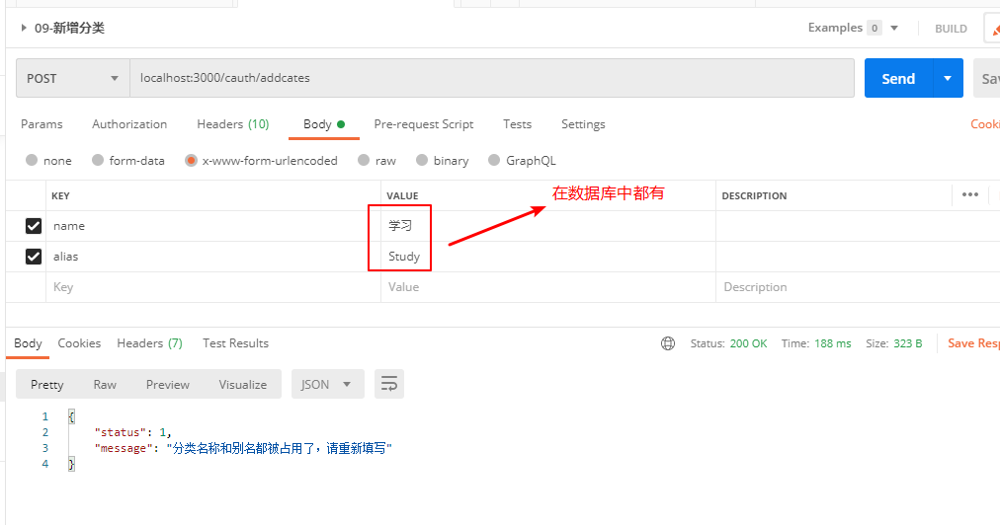 09-新增分类
Examples 0 BUILD
POST localhost:3000/cauth/addcates Send
Params Authorization Headers (10) Body Pre-request Script Tests Settings
none form-data x-www-form-urlencoded raw binary GraphQL
在数据库中都有
KEY VALUE DESCRIPTION •••
name 学习
alias Study
Key Value Description
Body Cookies Headers (7) Test Results Status: 200 OK Time: 188 ms Size: 323 B
Pretty Raw Preview Visualize JSON
1 {
2 "status": 1,
3 "message": "分类名称和别名都被占用了，请重新填写"
4 }